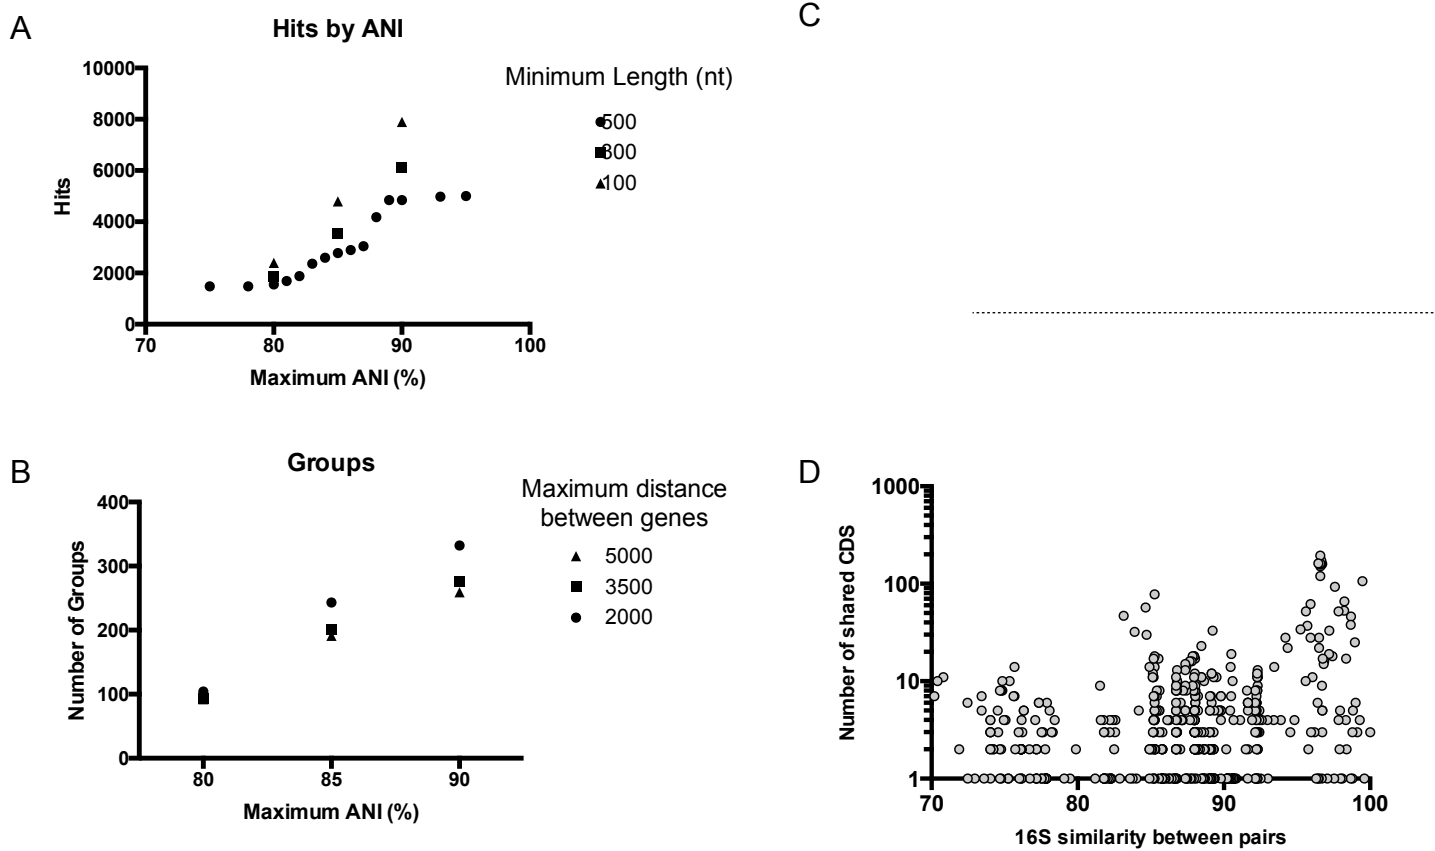 A
Hits by ANI
10000
8000
6000
4000
2000
0
Hits
70
80
90
100
Maximum ANI (%)
Minimum Length (nt)
500
300
100
B
Groups
400
300
200
100
0
Number of Groups
80
85
90
Maximum ANI (%)
Maximum distance
between genes
5000
3500
2000
C
D
1000
100
10
1
Number of shared CDS
70
80
90
100
16S similarity between pairs